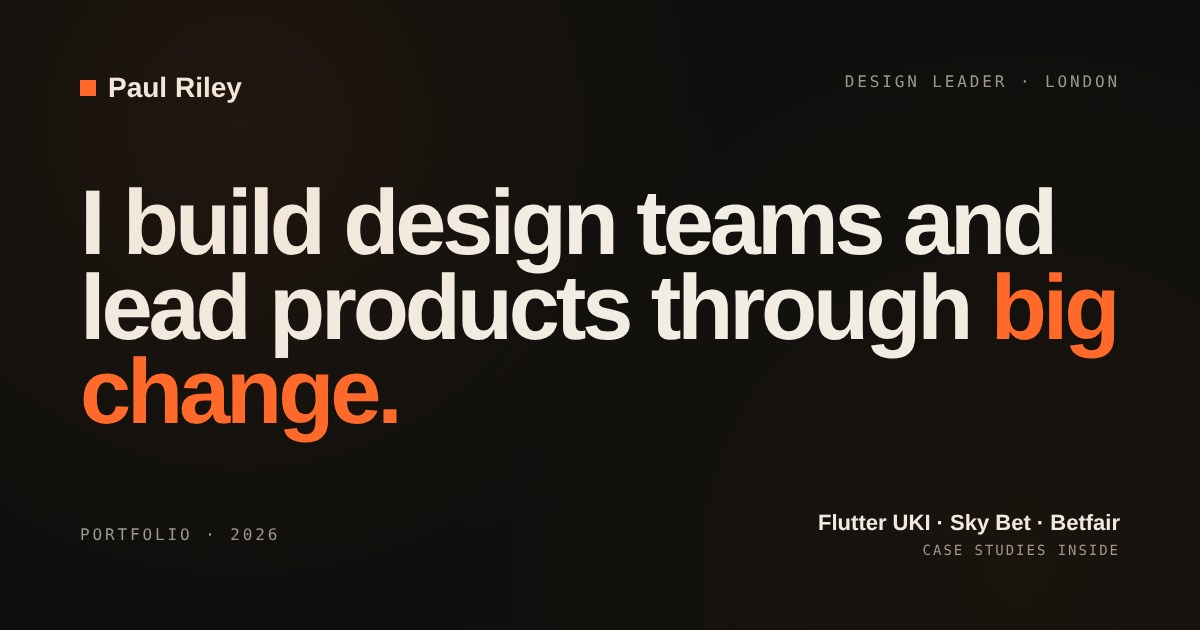 Paul Riley
DESIGN LEADER · LONDON
I build design teams and
lead products through big
change.
PORTFOLIO · 2026
Flutter UKI · Sky Bet · Betfair
CASE STUDIES INSIDE